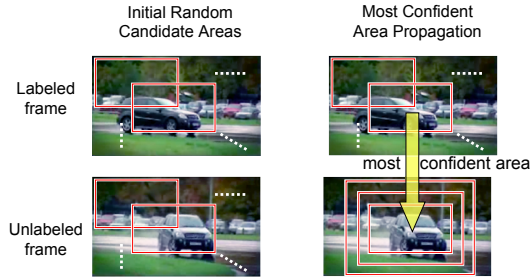 Initial Random
Candidate Areas
Most Confident
Area Propagation
Labeled
frame
most confident area
Unlabeled
frame